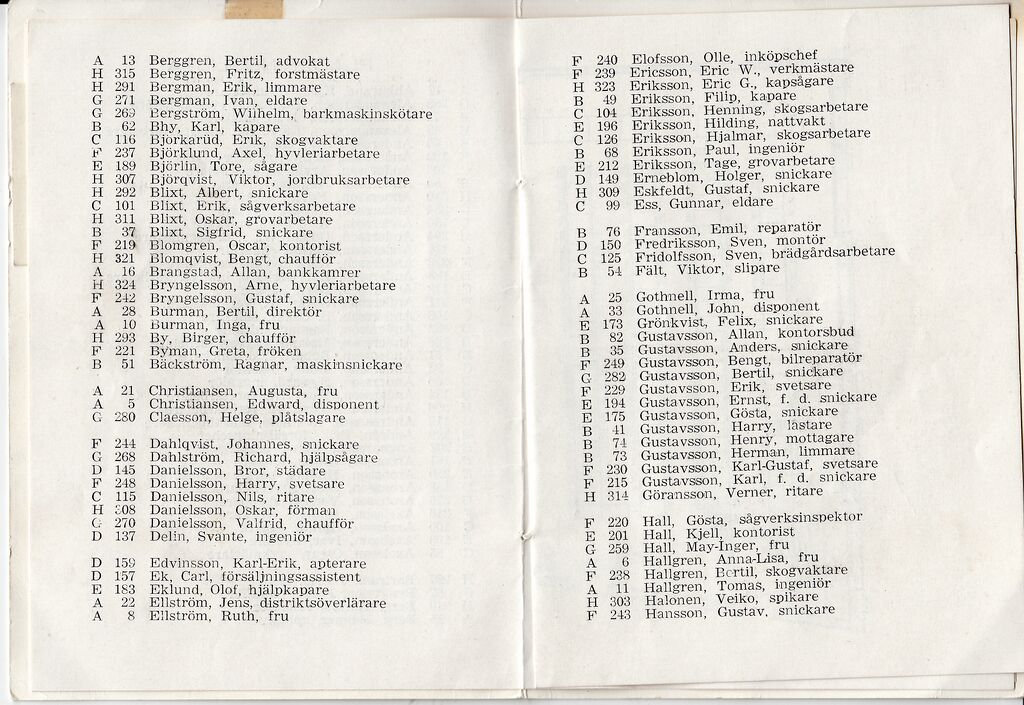 A 13 Berggren, Bertil, advokat
H 315 Berggren, Fritz, forstmästare
H 291 Bergman, Erik, limmare
G 271 Bergman, Ivan, eldare
G 269 Bergström, Wilhelm, barkmaskinskötare
B 62 Bhy, Karl, kapare
C 116 Björkarud, Erik, skogvaktare
F 237 Björklund, Axel, hyvleriarbetare
E 189 Björlin, Tore, sågare
H 307 Björqvist, Viktor, jordbruksarbetare
H 292 Blixt, Albert, snickare
C 101 Blixt, Erik, sågverksarbetare
H 311 Blixt, Oskar, grovarbetare
B 37 Blixt, Sigfrid, snickare
F 219 Blomgren, Oscar, kontorist
H 321 Blomqvist, Bengt, chaufför
A 16 Brangstad, Allan, bankkamrer
H 324 Bryngelsson, Arne, hyvleriarbetare
F 242 Bryngelsson, Gustaf, snickare
A 28 Burman, Bertil, direktör
A 10 Burman, Inga, fru
H 293 By, Birger, chaufför
F 221 Byman, Greta, fröken
B 51 Bäckström, Ragnar, maskinsnickare
A 21 Christiansen, Augusta, fru
A 5 Christiansen, Edward, disponent
G 280 Claesson, Helge, plåtslagare
F 244 Dahlqvist, Johannes, snickare
G 268 Dahlström, Richard, hjälpsågare
D 145 Danielsson, Bror, städare
F 248 Danielsson, Harry, svetsare
C 115 Danielsson, Nils, ritare
H 308 Danielsson, Oskar, förman
G 270 Danielsson, Valfrid, chaufför
D 137 Delin, Svante, ingeniör
D 159 Edvinsson, Karl-Erik, apterare
D 157 Ek, Carl, försäljningsassistent
E 183 Eklund, Olof, hjälpkapare
A 22 Ellström, Jens, distriktsöverlärare
A 8 Ellström, Ruth, fru
F 240 Elofsson, Olle, inköpschef
F 239 Ericsson, Eric W., verkmästare
H 323 Eriksson, Eric G., kapsågare
B 49 Eriksson, Filip, kapare
C 104 Eriksson, Henning, skogsarbetare
E 196 Eriksson, Hilding, nattvakt
C 126 Eriksson, Hjalmar, skogsarbetare
B 68 Eriksson, Paul, ingeniör
E 212 Eriksson, Tage, grovarbetare
D 149 Erneblom, Holger, snickare
H 309 Eskfeldt, Gustaf, snickare
C 99 Ess, Gunnar, eldare
B 76 Fransson, Emil, reparatör
D 150 Fredriksson, Sven, montör
C 125 Fridolfsson, Sven, brädgårdsarbetare
B 54 Fält, Viktor, slipare
A 25 Gothnell, Irma, fru
A 33 Gothnell, John, disponent
E 173 Grönkvist, Felix, snickare
B 82 Gustavsson, Allan, kontorsbud
B 35 Gustavsson, Anders, snickare
F 249 Gustavsson, Bengt, bilreparatör
G 282 Gustavsson, Bertil, snickare
F 229 Gustavsson, Erik, svetsare
E 194 Gustavsson, Ernst, f. d. snickare
E 175 Gustavsson, Gösta, snickare
B 41 Gustavsson, Harry, lastare
B 74 Gustavsson, Henry, mottagare
B 73 Gustavsson, Herman, limmare
F 230 Gustavsson, Karl-Gustaf, svetsare
F 215 Gustavsson, Karl, f. d. snickare
H 314 Göransson, Verner, ritare
F 220 Hall, Gösta, sågverksinspektor
E 201 Hall, Kjell, kontorist
G 259 Hall, May-Inger, fru
A 6 Hallgren, Anna-Lisa, fru
F 238 Hallgren, Bertil, skogvaktare
A 11 Hallgren, Tomas, ingeniör
H 303 Halonen, Veiko, spikare
F 243 Hansson, Gustav, snickare